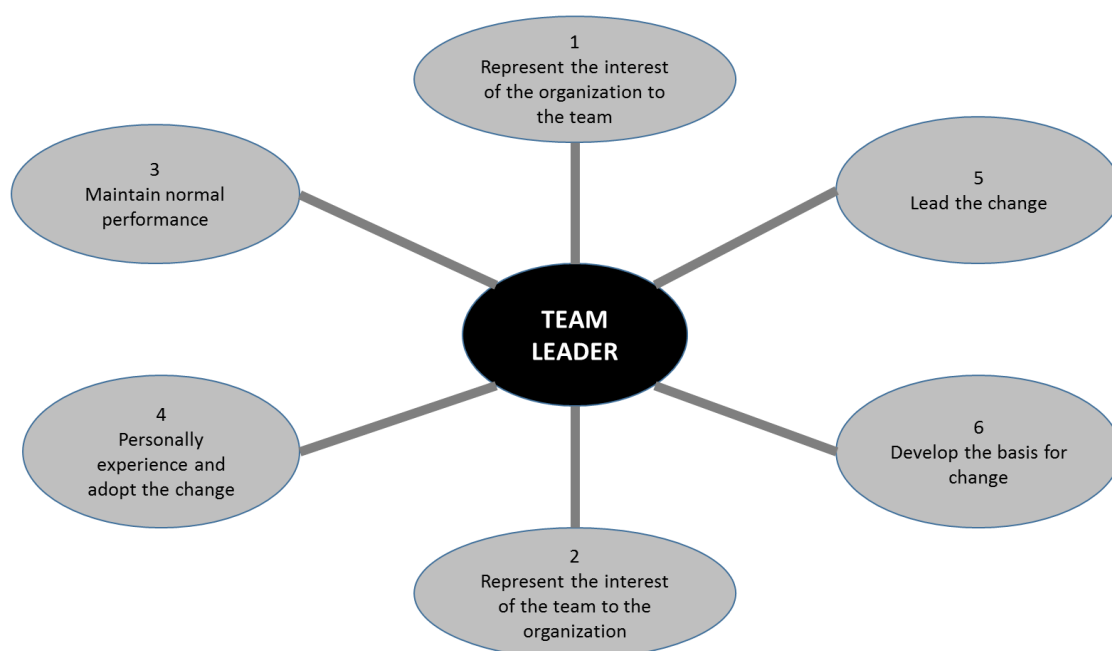 1
Represent the interest
of the organization to
the team
3
Maintain normal
performance
5
Lead the change
TEAM
LEADER
4
Personally
experience and
adopt the change
6
Develop the basis for
change
2
Represent the interest
of the team to the
organization